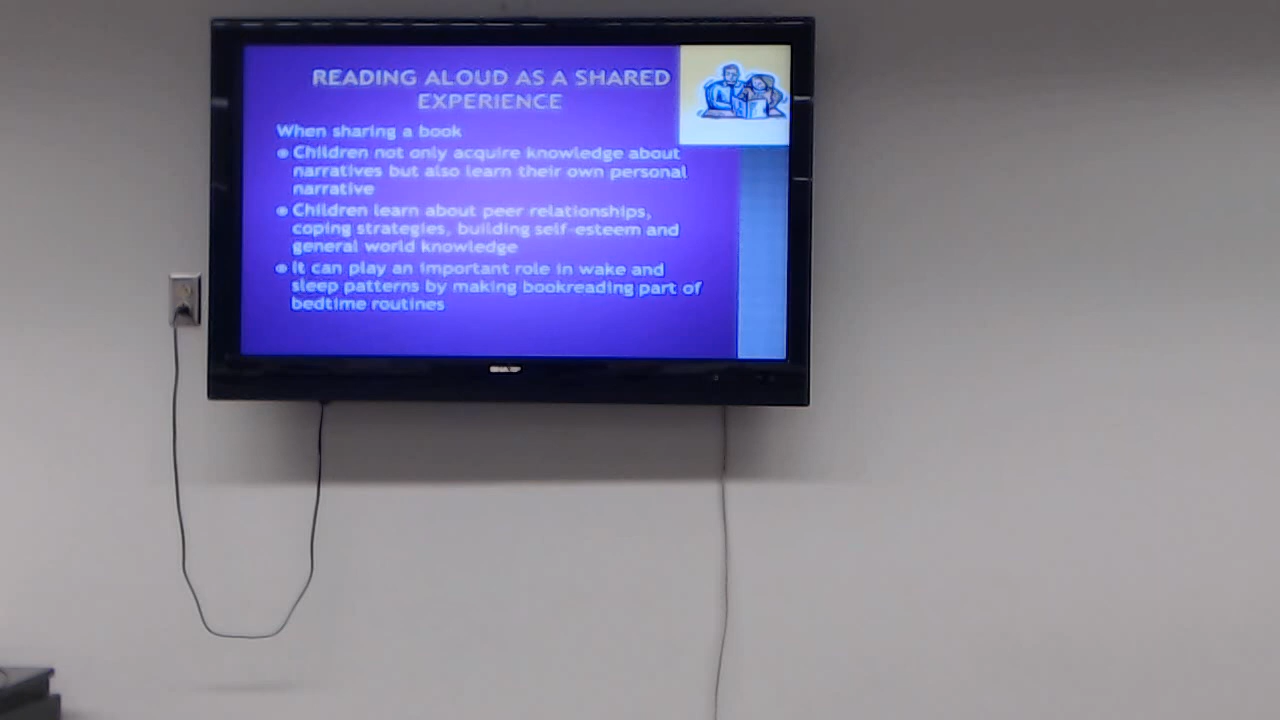 READING ALOUD AS A SHARED
EXPERIENCE
When sharing a book
Children not only acquire knowledge about
narratives but also learn their own personal
narrative
Children learn about peer relationships,
coping strategies, building self-esteem and
general world knowledge
It can play an important role in wake and
sleep patterns by making bookreading part of
bedtime routines
SHARP